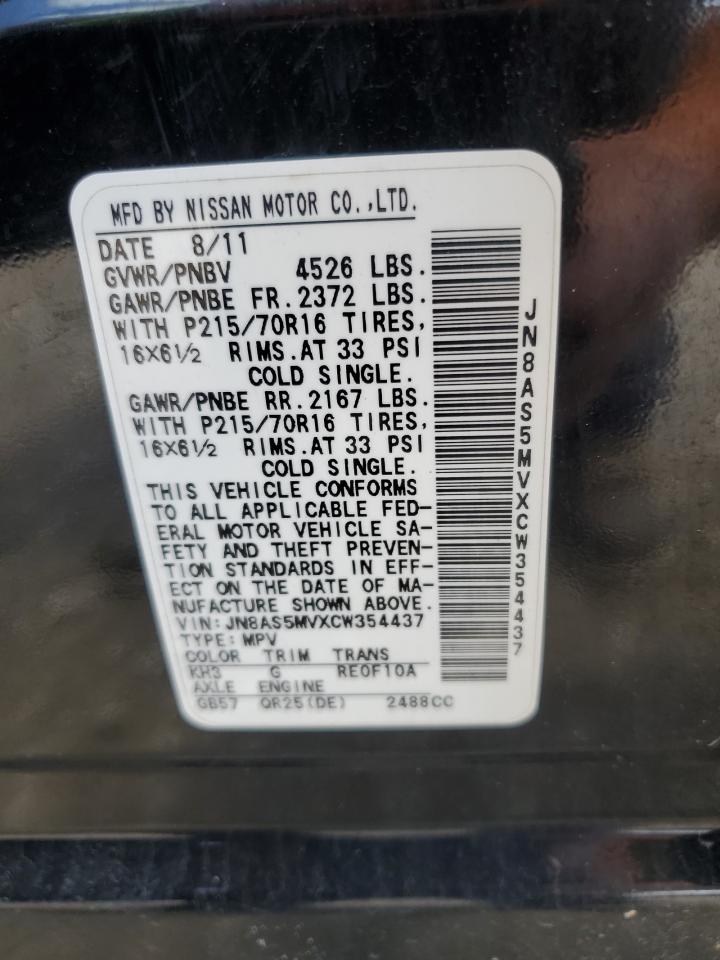 MFD BY NISSAN MOTOR CO.,LTD.
DATE 8/11
GVWR/PNBV 4526 LBS.
GAWR/PNBE FR.2372 LBS.
WITH P215/70R16 TIRES,
16X6½ RIMS.AT 33 PSI
COLD SINGLE.
GAWR/PNBE RR.2167 LBS.
WITH P215/70R16 TIRES,
16X6½ RIMS.AT 33 PSI
COLD SINGLE.
THIS VEHICLE CONFORMS
TO ALL APPLICABLE FED-
ERAL MOTOR VEHICLE SA-
FETY AND THEFT PREVEN-
TION STANDARDS IN EFF-
ECT ON THE DATE OF MA-
NUFACTURE SHOWN ABOVE.
VIN:JN8AS5MVXCW354437
TYPE:MPV
COLOR TRIM TRANS
KH3 G RE0F10A
AXLE ENGINE
GB57 QR25(DE) 2488CC
JN8AS5MVXCW354437